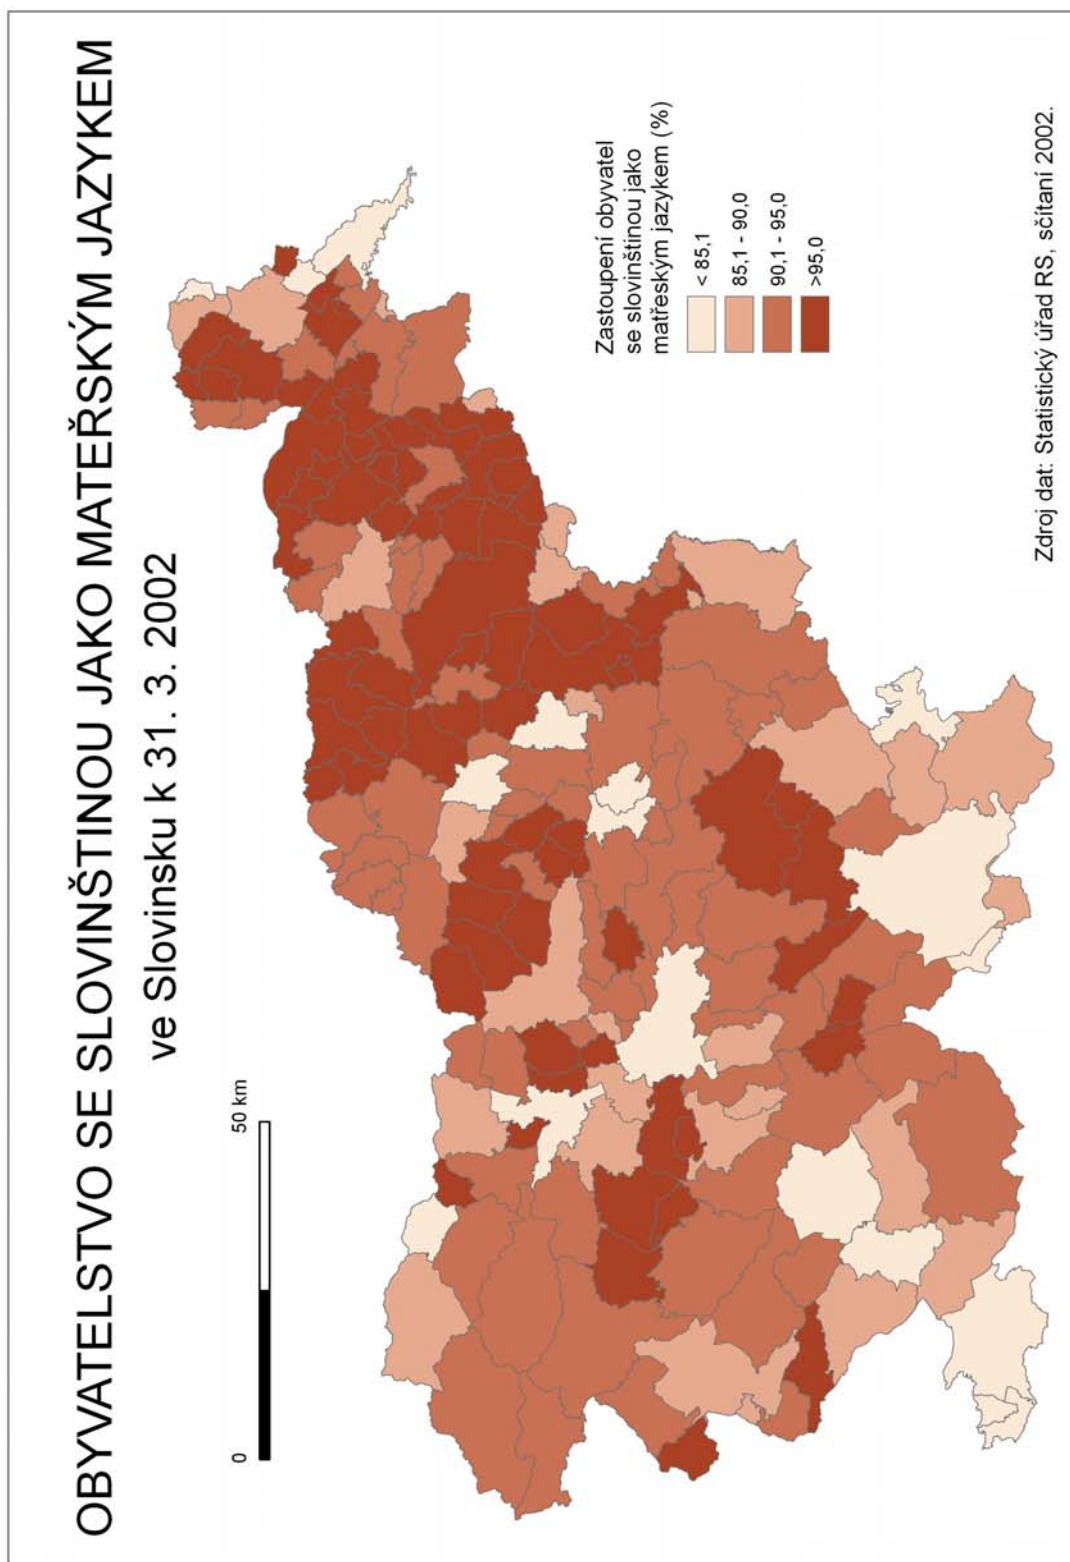 OBYVATELSTVO SE SLOVINŠTINOU JAKO MATEŘSKÝM JAZYKEM
ve Slovinsku k 31. 3. 2002
0
50 km
Zastoupení obyvatel
se slovinštinou jako
matřeským jazykem (%)
< 85,1
85,1 - 90,0
90,1 - 95,0
>95,0
Zdroj dat: Statistický úřad RS, sčítaní 2002.